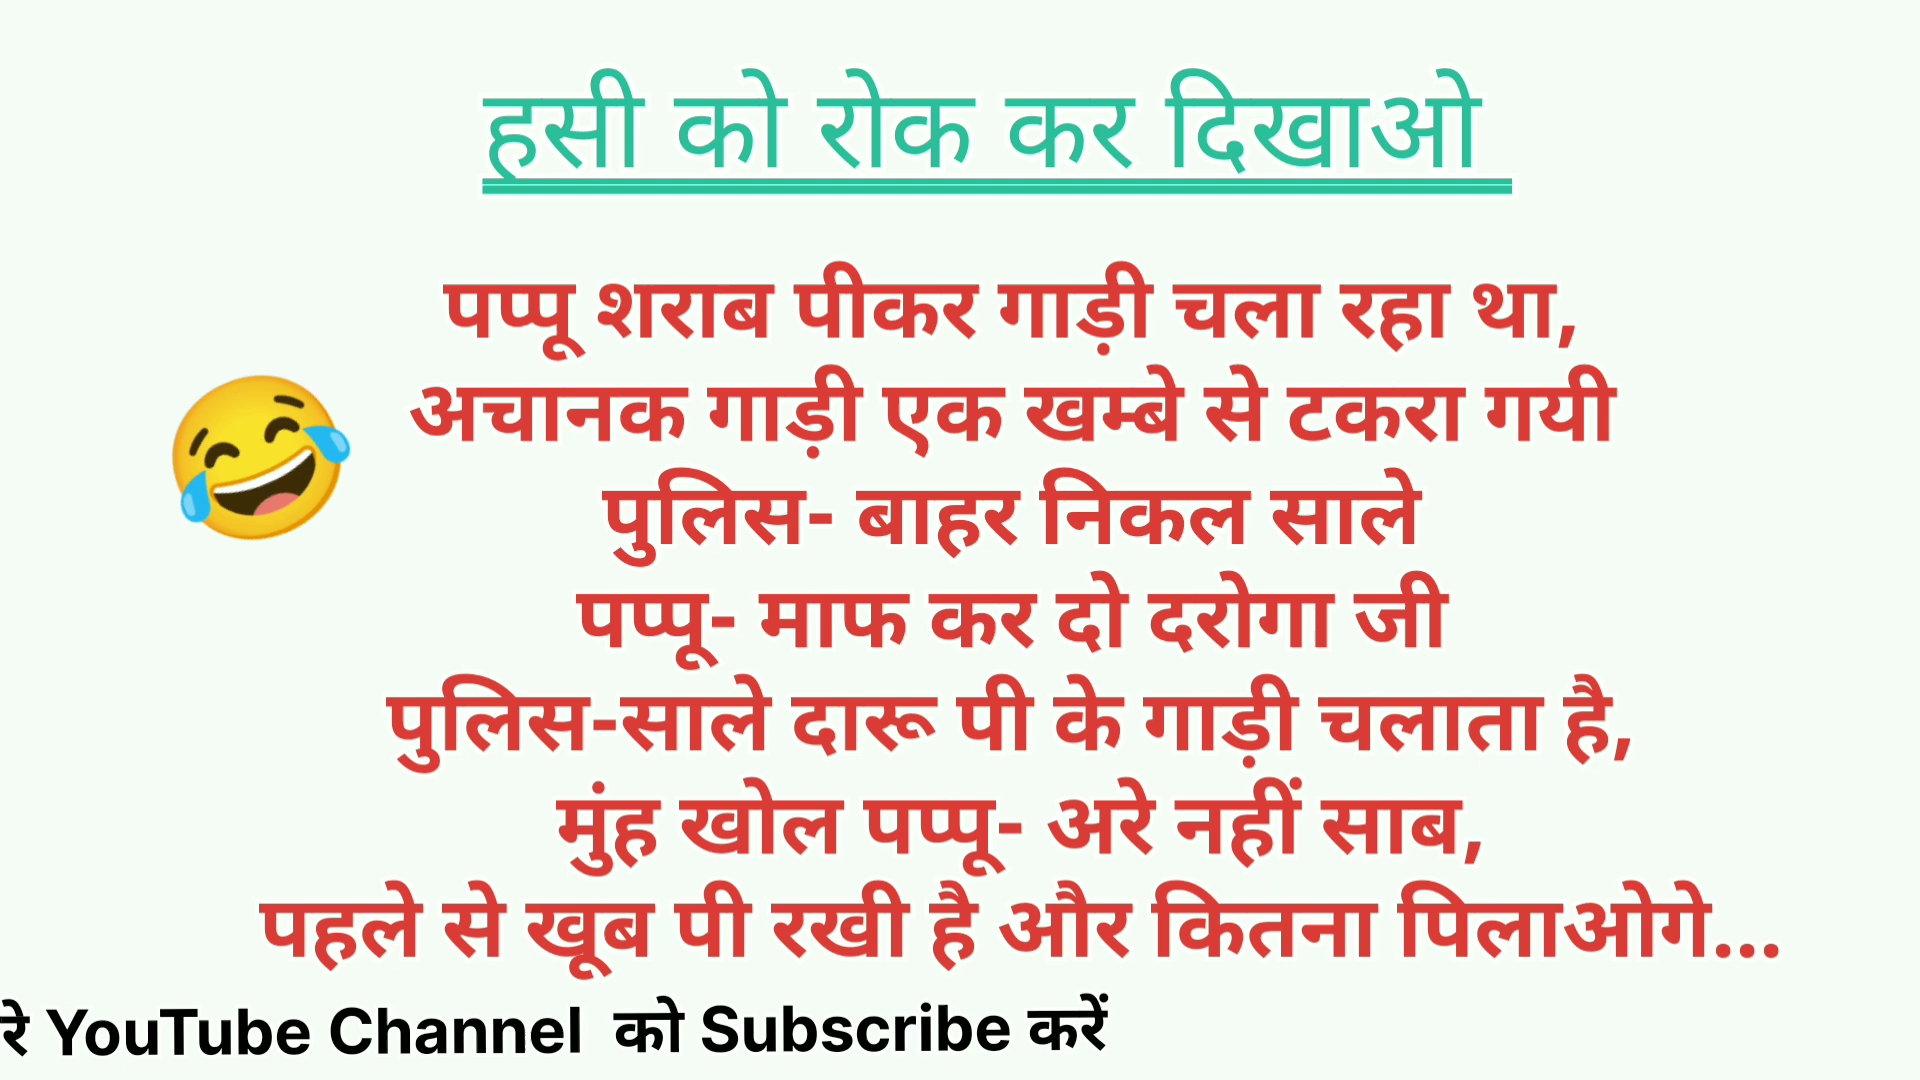 हसी को रोक कर दिखाओ
पप्पू शराब पीकर गाड़ी चला रहा था,
अचानक गाड़ी एक खम्बे से टकरा गयी
पुलिस- बाहर निकल साले
पप्पू- माफ कर दो दरोगा जी
पुलिस-साले दारू पी के गाड़ी चलाता है,
मुंह खोल पप्पू- अरे नहीं साब,
पहले से खूब पी रखी है और कितना पिलाओगे...
रे YouTube Channel को Subscribe करें